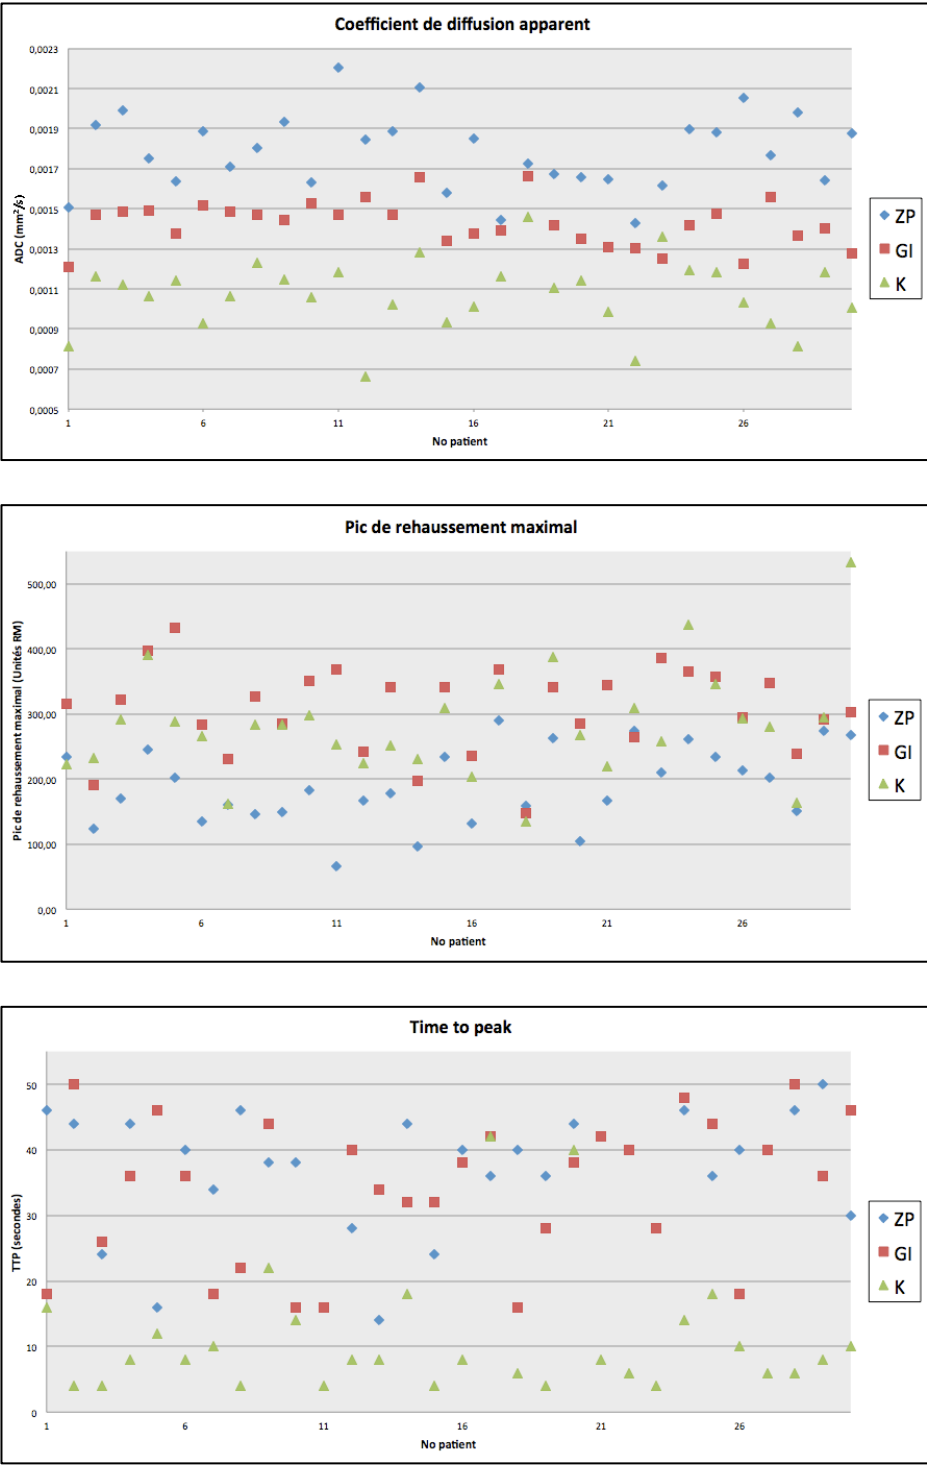 Coefficient de diffusion apparent
0,0023
0,0021
0,0019
0,0017
0,0015
0,0013
0,0011
0,0009
0,0007
0,0005
ADC (mm²/s)
1 6 11 16 21 26
No patient
ZP
GI
K
Pic de rehaussement maximal
500,00
400,00
300,00
200,00
100,00
0,00
Pic de rehaussement maximal (Unités RM)
1 6 11 16 21 26
No patient
ZP
GI
K
Time to peak
50
40
30
20
10
0
TTP (secondes)
1 6 11 16 21 26
No patient
ZP
GI
K